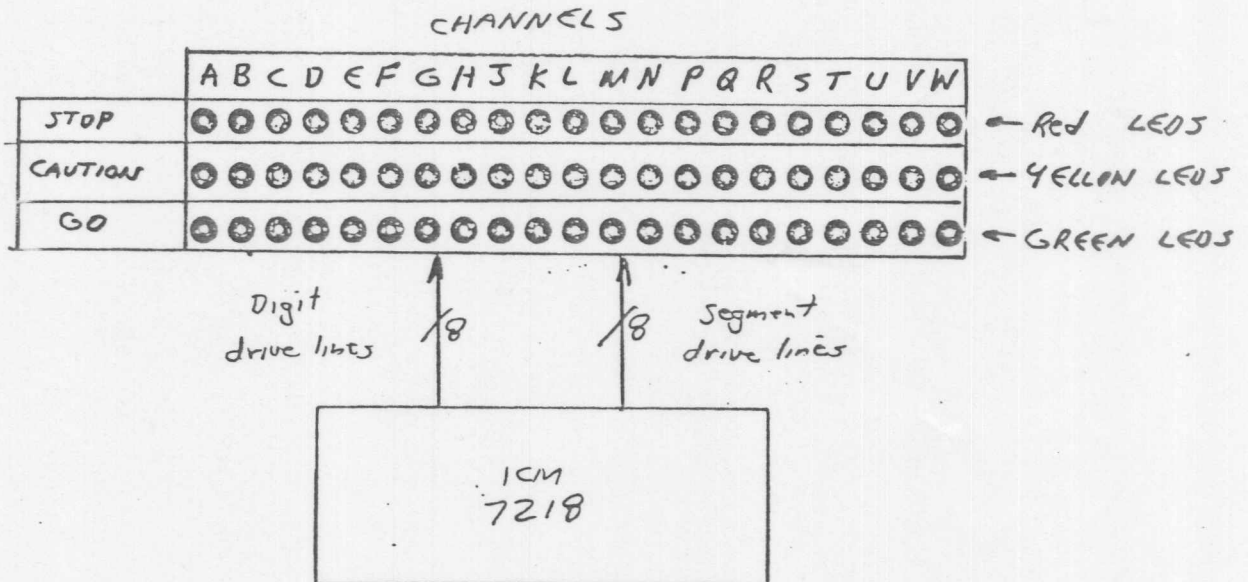 CHANNELS
A B C D E F G H J K L M N P Q R S T U V W
STOP
← Red LEDS
CAUTION
← YELLOW LEDS
GO
← GREEN LEDS
Digit
drive lines
8
8
segment
drive lines
ICM
7218